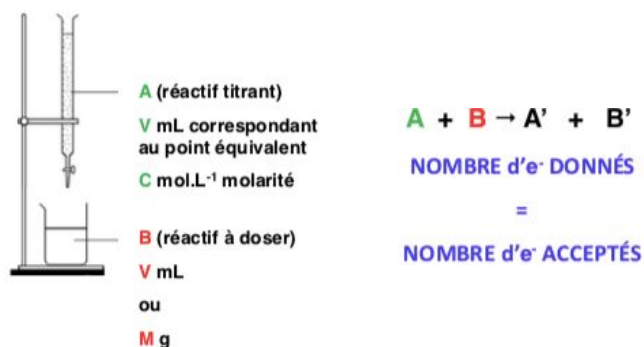 A (réactif titrant)
V mL correspondant
au point équivalent
C mol.L⁻¹ molarité
B (réactif à doser)
V mL
ou
M g
A + B → A' + B'
NOMBRE d'e⁻ DONNÉS
=
NOMBRE d'e⁻ ACCEPTÉS